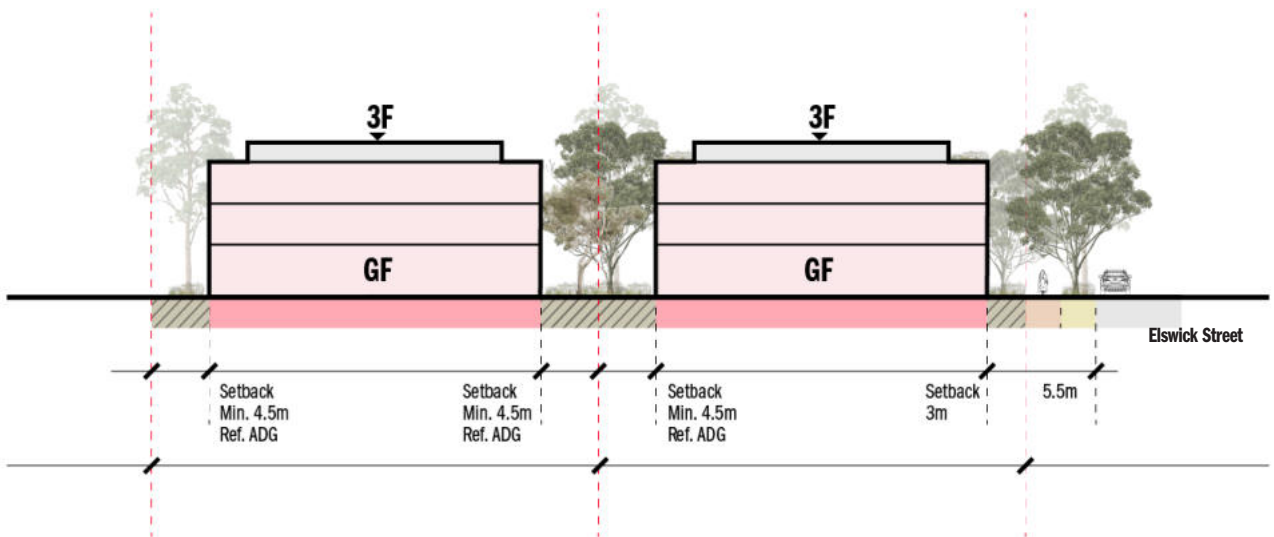 3F
3F
GF
GF
Elswick Street
Setback
Min. 4.5m
Ref. ADG
Setback
Min. 4.5m
Ref. ADG
Setback
Min. 4.5m
Ref. ADG
Setback
3m
5.5m